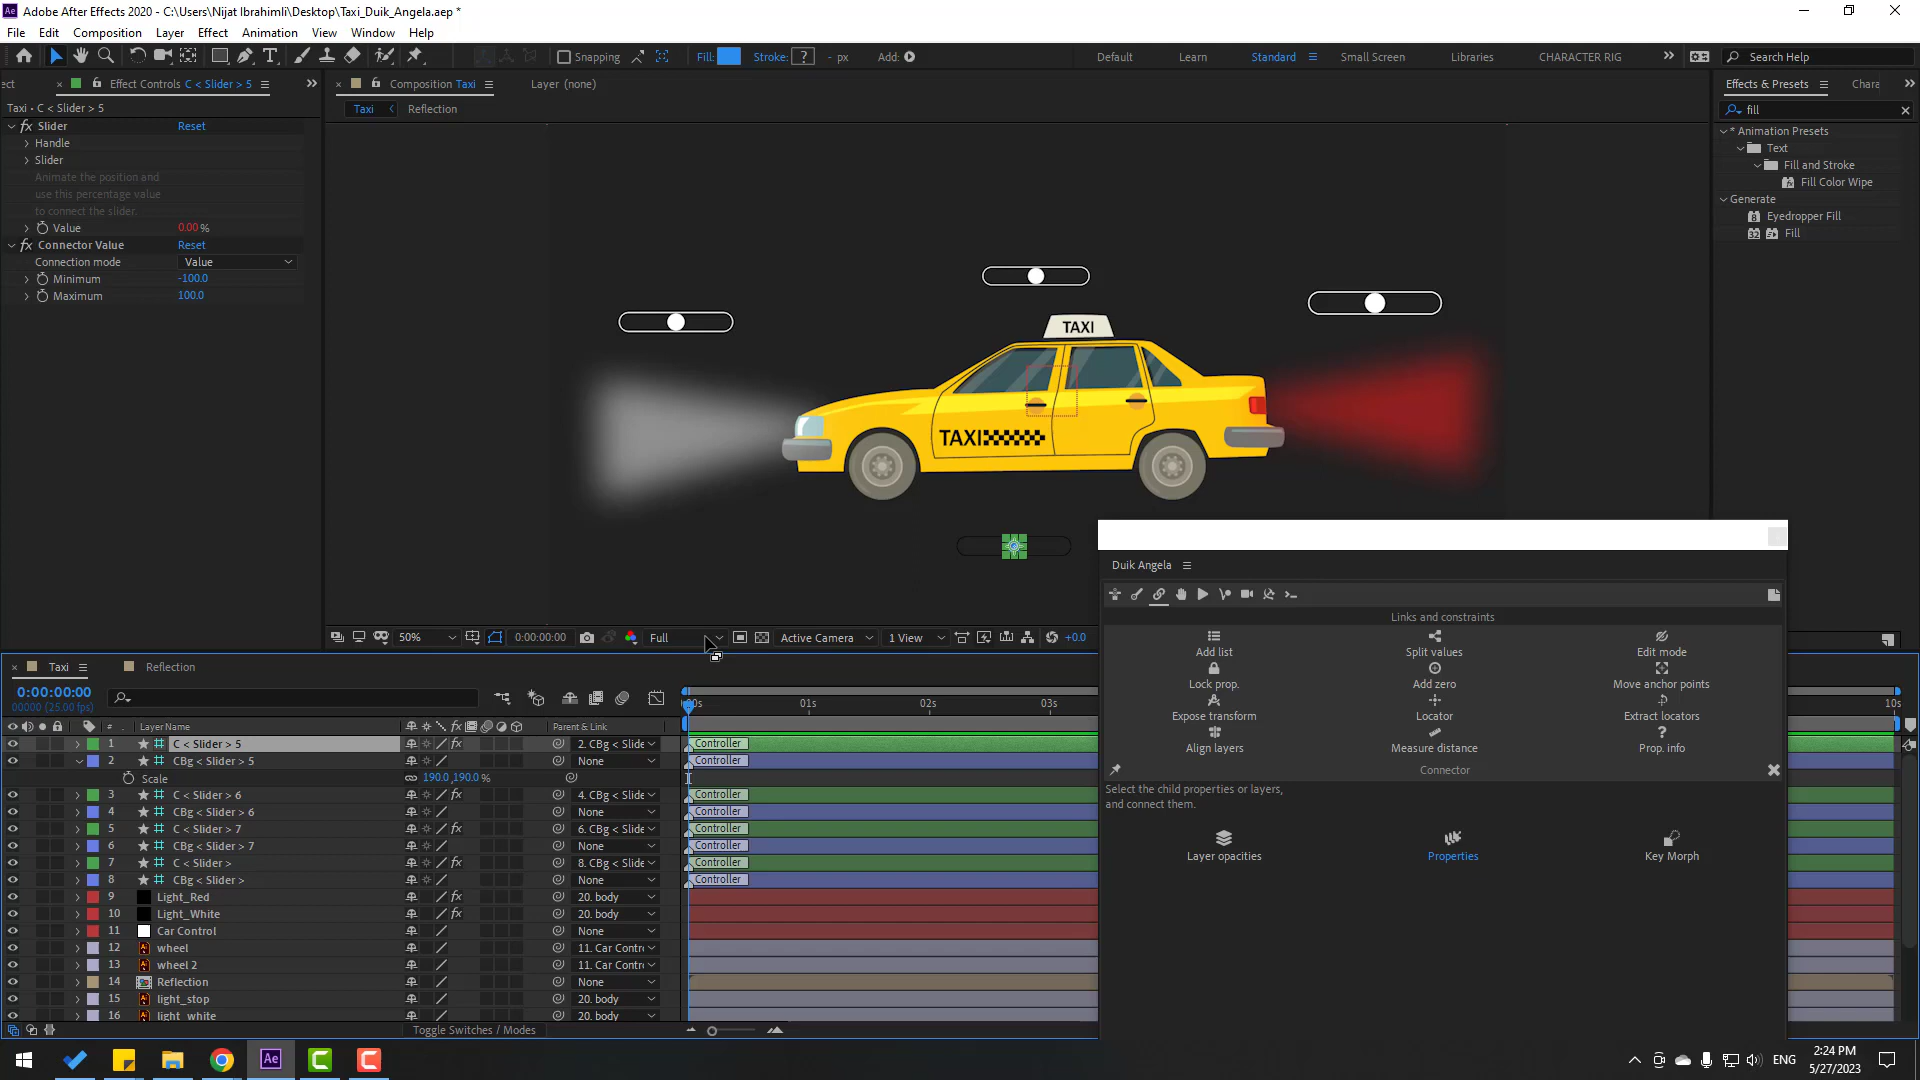 Adobe After Effects 2020 - C:\Users\Nijat Ibrahimli\Desktop\Taxi_Duik_Angela.aep *
File Edit Composition Layer Effect Animation View Window Help
Snapping Fill: Stroke: ? - px Add: Default Learn Standard Small Screen Libraries CHARACTER RIG Search Help
ect Effect Controls C < Slider > 5 Composition Taxi Layer (none) Effects & Presets Chara
Taxi • C < Slider > 5
Taxi Reflection
fill
fx Slider Reset
Handle
Slider
Animate the position and
use this percentage value
to connect the slider.
Value 0.00 %
fx Connector Value Reset
Connection mode Value
Minimum -100.0
Maximum 100.0
* Animation Presets
Text
Fill and Stroke
Fill Color Wipe
Generate
Eyedropper Fill
Fill
TAXI
TAXI
50% 0:00:00:00 Full Active Camera 1 View +0.0
Duik Angela
Links and constraints
Add list Split values Edit mode
Lock prop. Add zero Move anchor points
Expose transform Locator Extract locators
Align layers Measure distance Prop. info
Connector
Select the child properties or layers,
and connect them.
Layer opacities Properties Key Morph
Taxi Reflection
0:00:00:00
00000 (25.00 fps)
00s 01s 02s 03s 10s
# Layer Name Parent & Link
1 C < Slider > 5 2. CBg < Slide Controller
2 CBg < Slider > 5 None Controller
Scale 190.0,190.0 %
3 C < Slider > 6 4. CBg < Slide Controller
4 CBg < Slider > 6 None Controller
5 C < Slider > 7 6. CBg < Slide Controller
6 CBg < Slider > 7 None Controller
7 C < Slider > 8. CBg < Slide Controller
8 CBg < Slider > None Controller
9 Light_Red 20. body
10 Light_White 20. body
11 Car Control None
12 wheel 11. Car Contr
13 wheel 2 11. Car Contr
14 Reflection None
15 light_stop 20. body
16 light_white 20. body
Toggle Switches / Modes
ENG 2:24 PM
5/27/2023